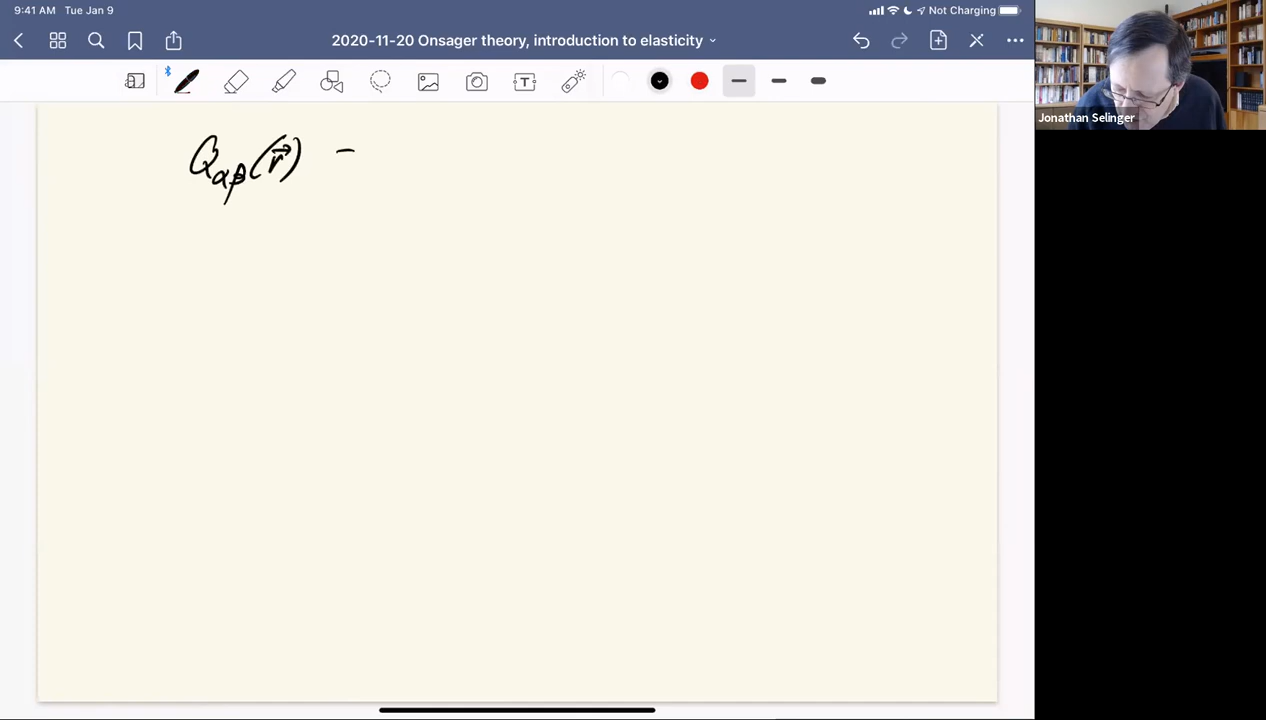 9:41 AM Tue Jan 9
Not Charging
2020-11-20 Onsager theory, introduction to elasticity
T
Jonathan Selinger
Qαβ(r⃗) −